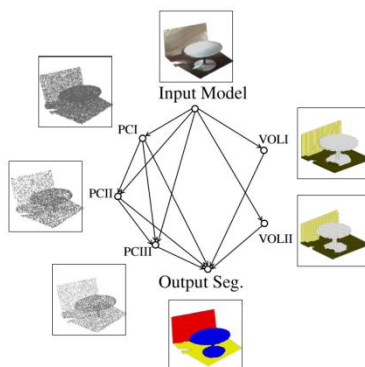 Input Model
PCI
VOLI
PCII
VOLII
PCIII
Output Seg.